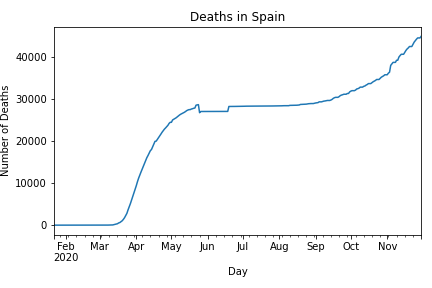 Deaths in Spain
Number of Deaths
40000
30000
20000
10000
0
Feb Mar Apr May Jun Jul Aug Sep Oct Nov
2020
Day